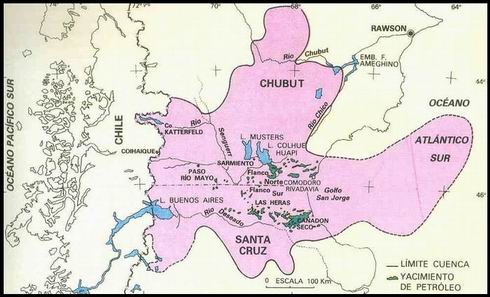 72°
70°
68°
66°
64°
RAWSON
Río Chubut
EMB. F.
AMEGHINO
CHUBUT
44°
44°
Río Chico
OCÉANO
ATLÁNTICO
SUR
OCÉANO PACÍFICO SUR
CHILE
Co.
KATTERFELD
Río
Senguerr
COIHAIQUE
L. MUSTERS
L. COLHUE
HUAPI
SARMIENTO
PASO
RÍO MAYO
Flanco
Norte
COMODORO
RIVADAVIA
Golfo
San Jorge
Flanco
Sur
46°
L. BUENOS AIRES
Río Deseado
LAS HERAS
CAÑADON
SECO
SANTA
CRUZ
0 ESCALA 100 Km
LÍMITE CUENCA
YACIMIENTO
DE PETRÓLEO